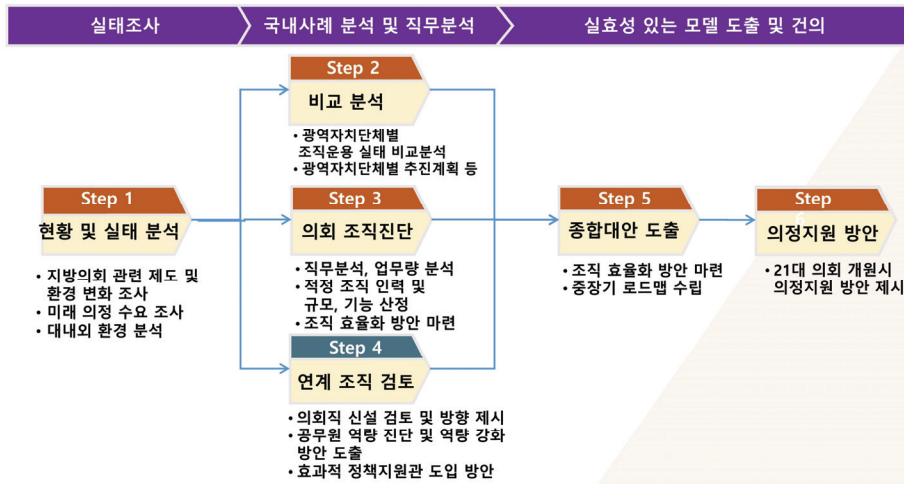 실태조사
국내사례 분석 및 직무분석
실효성 있는 모델 도출 및 건의
Step 1
현황 및 실태 분석
• 지방의회 관련 제도 및
환경 변화 조사
• 미래 의정 수요 조사
• 대내외 환경 분석
Step 2
비교 분석
• 광역자치단체별
조직운용 실태 비교분석
• 광역자치단체별 추진계획 등
Step 3
의회 조직진단
• 직무분석, 업무량 분석
• 적정 조직 인력 및
규모, 기능 산정
• 조직 효율화 방안 마련
Step 4
연계 조직 검토
• 의회직 신설 검토 및 방향 제시
• 공무원 역량 진단 및 역량 강화
방안 도출
• 효과적 정책지원관 도입 방안
Step 5
종합대안 도출
• 조직 효율화 방안 마련
• 중장기 로드맵 수립
Step
6
의정지원 방안
• 21대 의회 개원시
의정지원 방안 제시